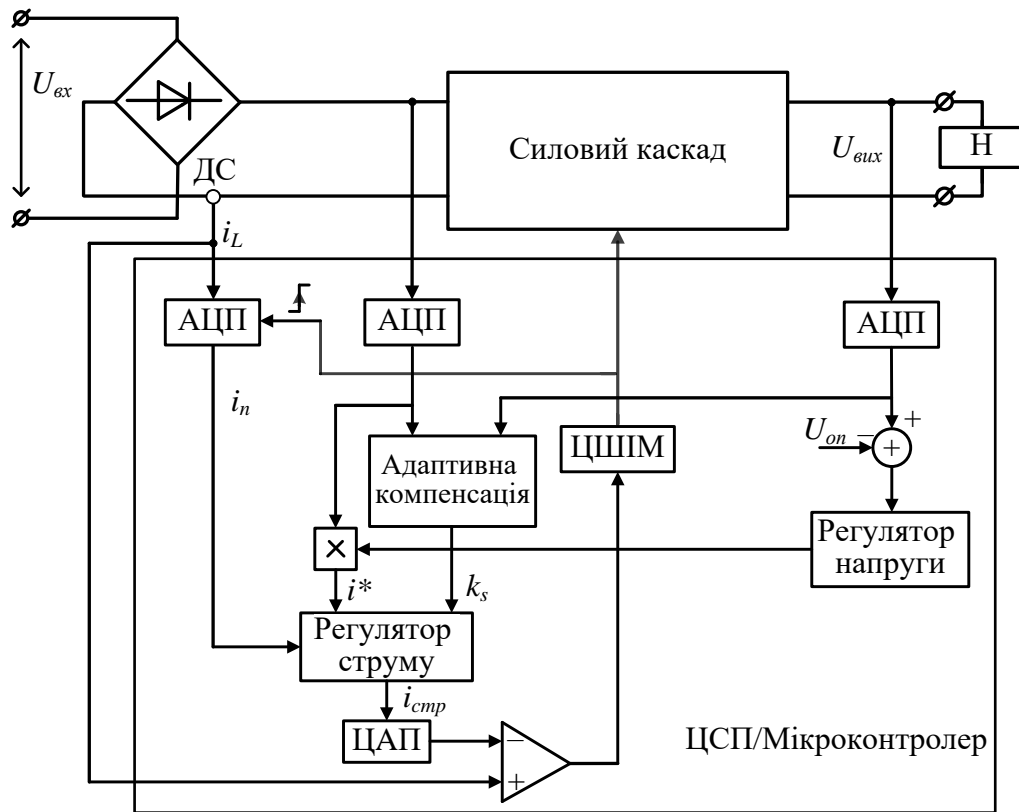 Uвх
ДС
Силовий каскад
Uвих
Н
iL
АЦП
АЦП
АЦП
in
Uоп
−
+
+
Адаптивна
компенсація
ЦШІМ
×
Регулятор
напруги
i*
ks
Регулятор
струму
iстр
ЦАП
−
+
ЦСП/Мікроконтролер